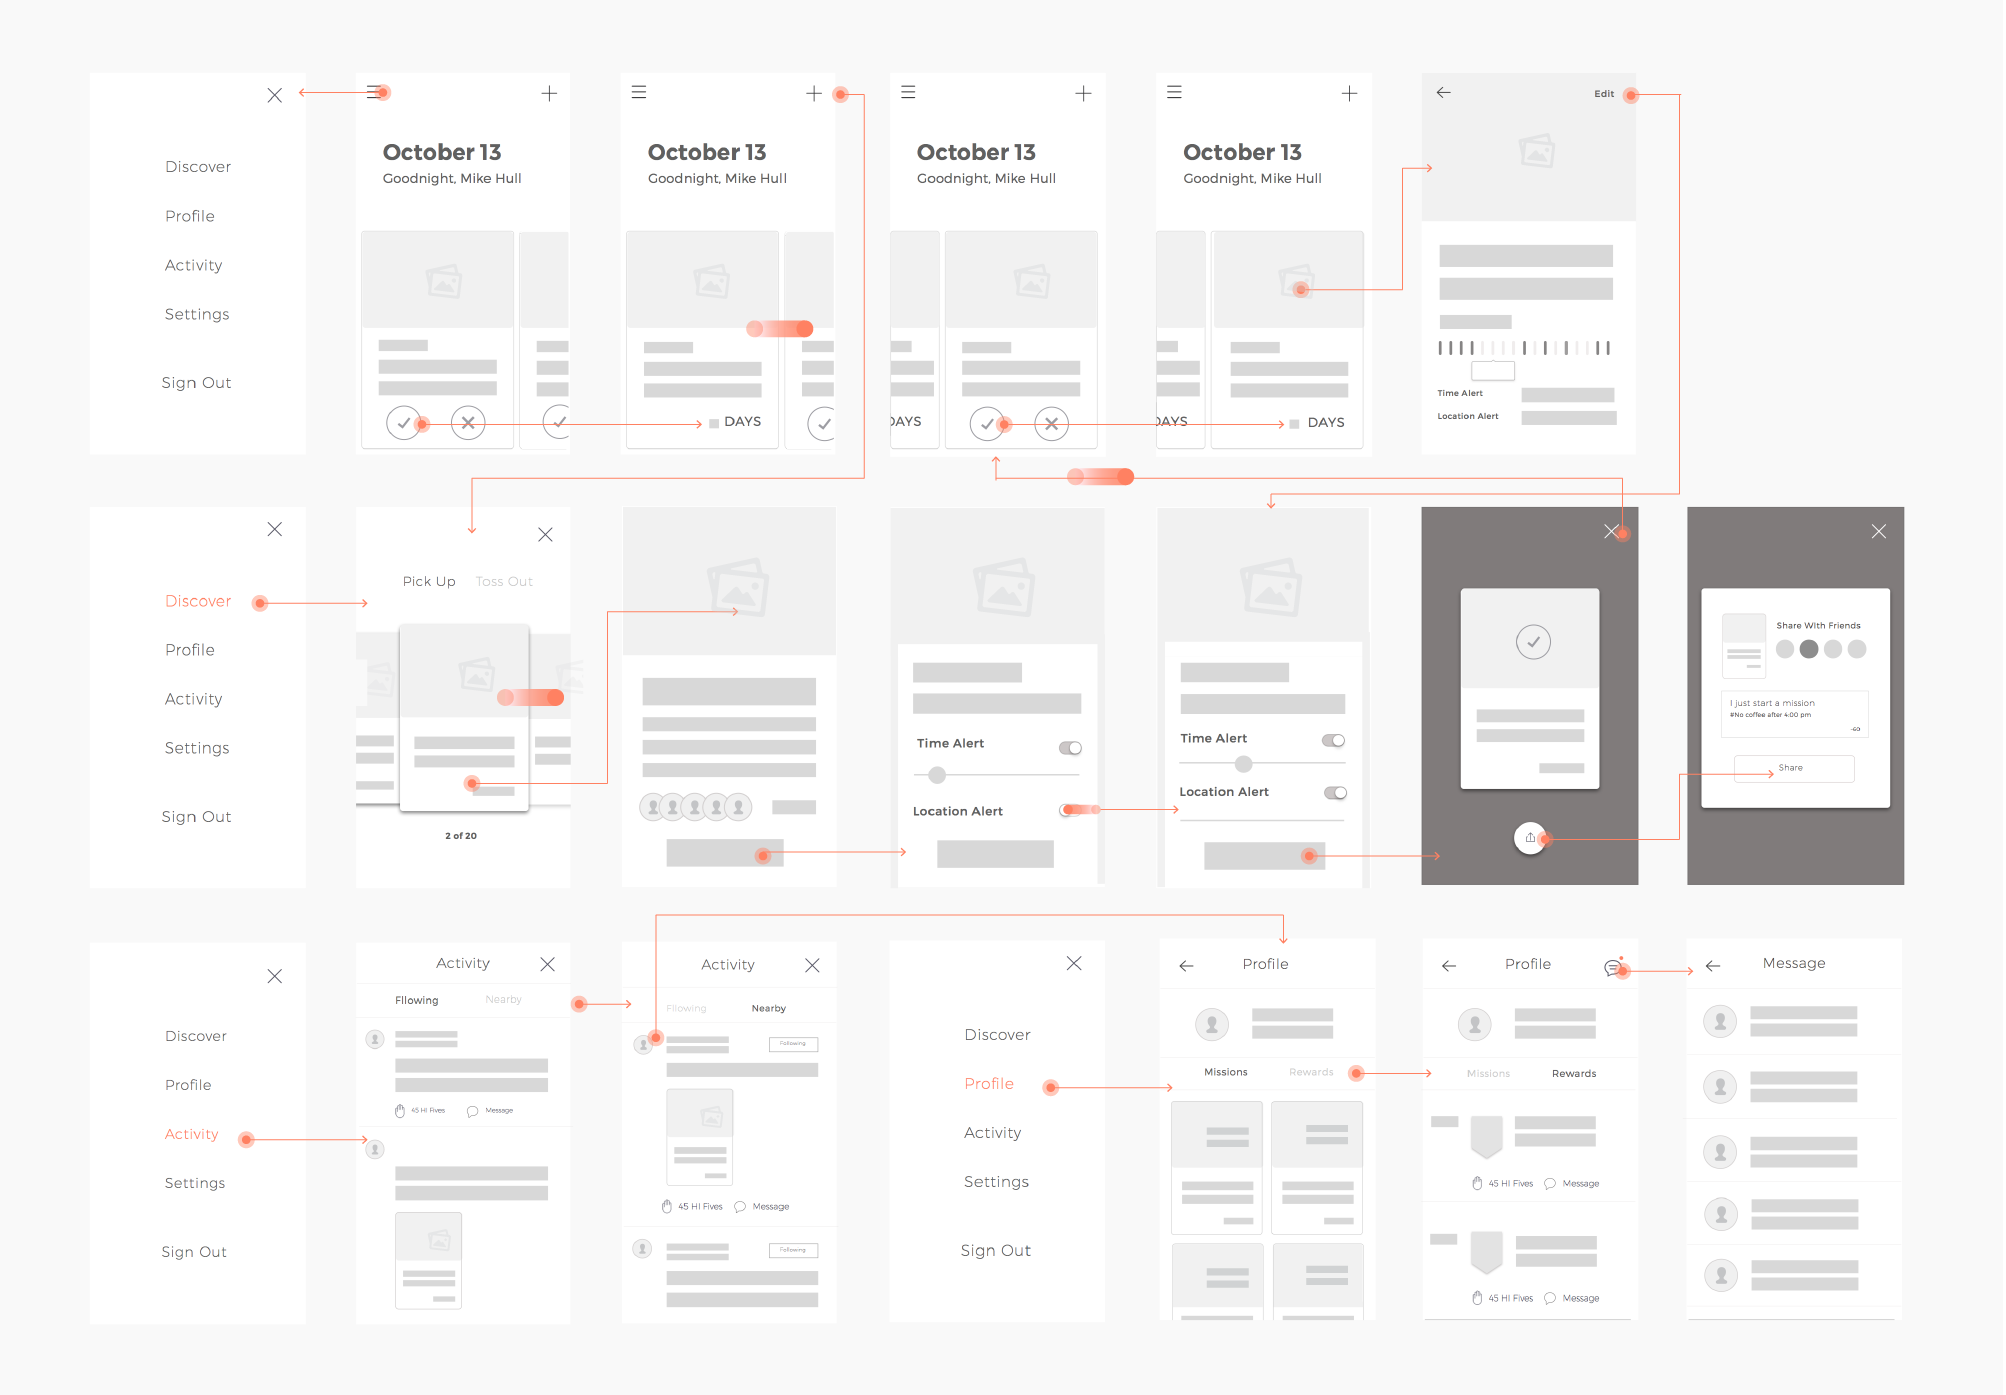 Discover
Profile
Activity
Settings
Sign Out
October 13
Goodnight, Mike Hull
October 13
Goodnight, Mike Hull
DAYS
October 13
Goodnight, Mike Hull
DAYS
October 13
Goodnight, Mike Hull
DAYS
DAYS
Edit
Time Alert
Location Alert
Discover
Profile
Activity
Settings
Sign Out
Pick Up
Toss Out
2 of 20
Time Alert
Location Alert
Time Alert
Location Alert
Share WIth Friends
I just start a mission
#No coffee after 4:00 pm
-60
Share
Discover
Profile
Activity
Settings
Sign Out
Activity
Fllowing
Nearby
45 HI Fives
Message
Activity
Fllowing
Nearby
Following
45 HI Fives
Message
Following
Discover
Profile
Activity
Settings
Sign Out
Profile
Missions
Rewards
Profile
Missions
Rewards
45 HI Fives
Message
45 HI Fives
Message
Message